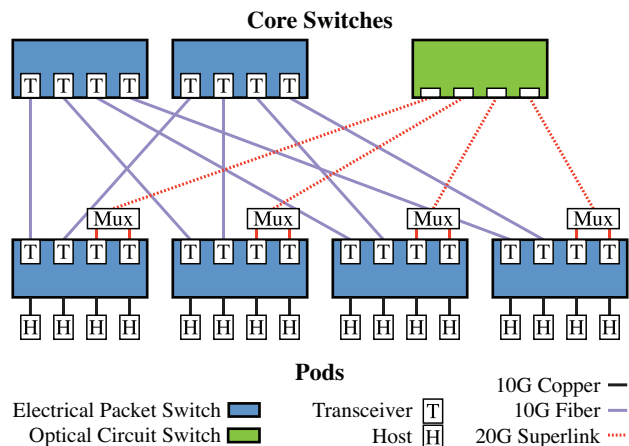 Core Switches
T T T T T T T T
Mux Mux Mux Mux
T T T T T T T T T T T T T T T T
H H H H H H H H H H H H H H H H
Pods
Electrical Packet Switch
Optical Circuit Switch
Transceiver T
Host H
10G Copper
10G Fiber
20G Superlink